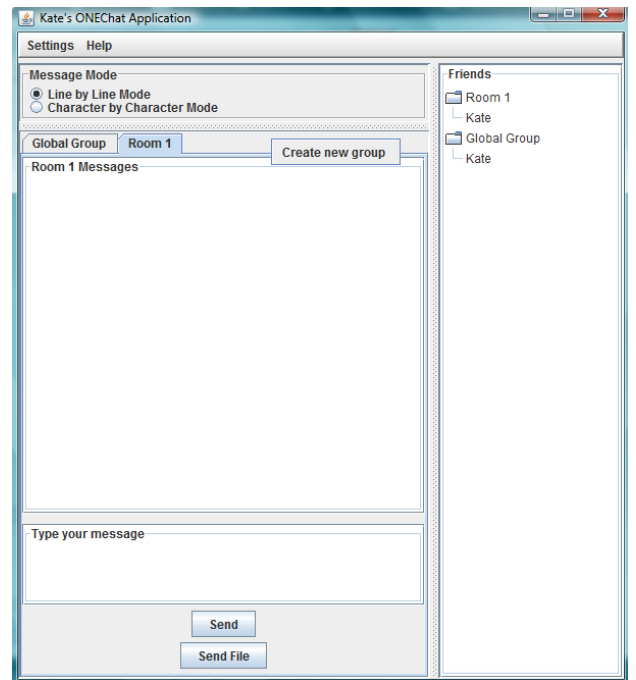 Kate's ONEChat Application
Settings Help
Message Mode
Line by Line Mode
Character by Character Mode
Global Group Room 1
Create new group
Room 1 Messages
Type your message
Send
Send File
Friends
Room 1
Kate
Global Group
Kate